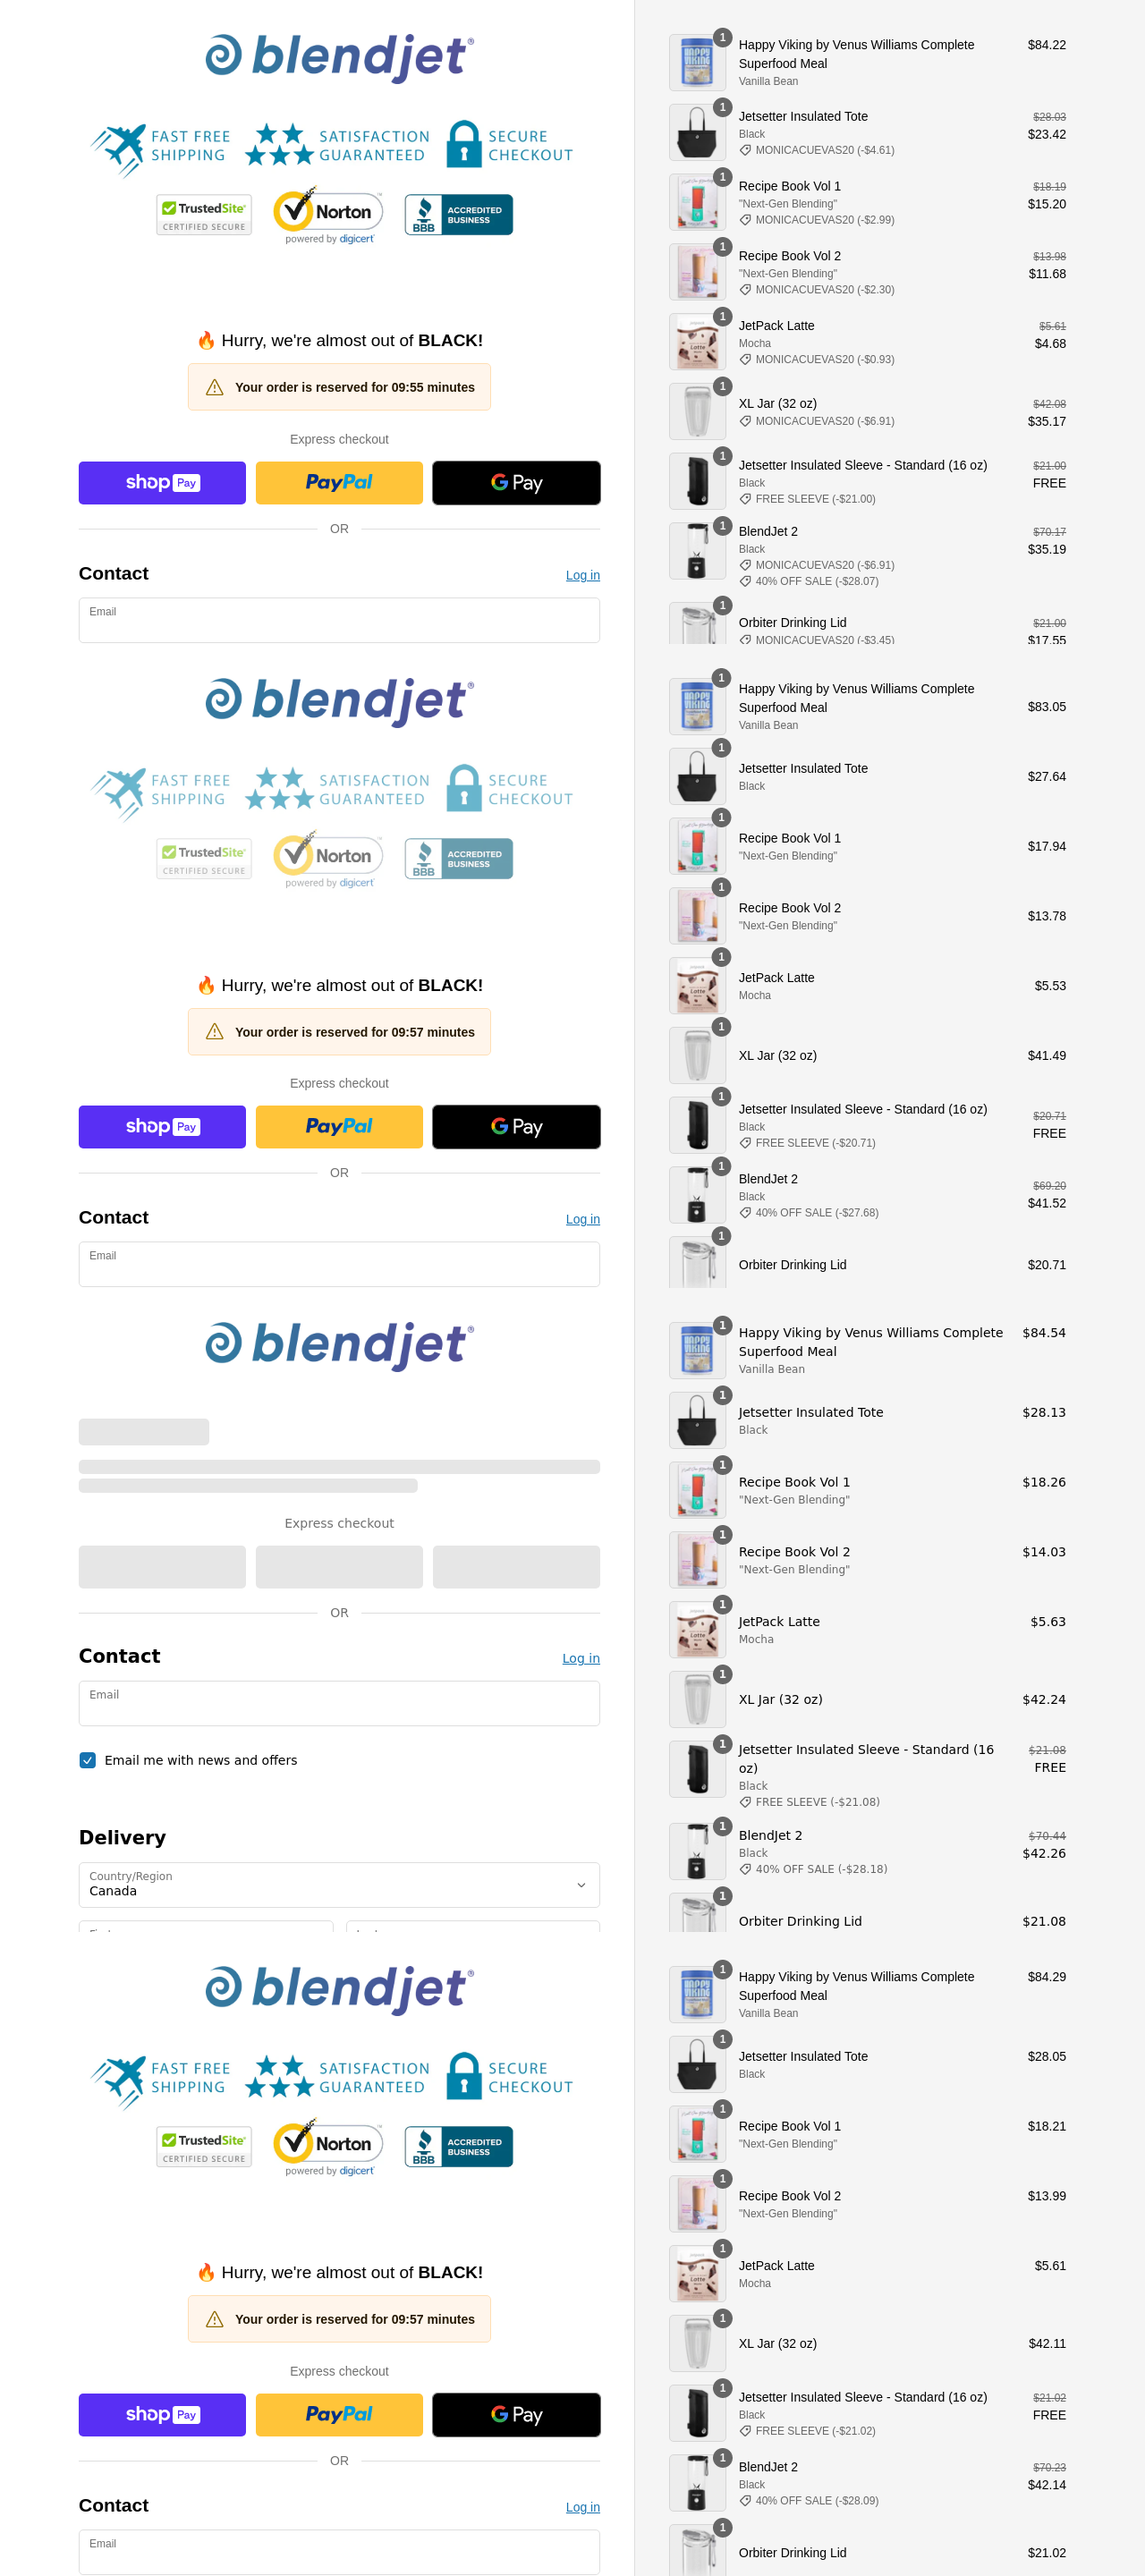 blendjet®
FAST FREE SHIPPING
SATISFACTION GUARANTEED
SECURE CHECKOUT
TrustedSite®
CERTIFIED SECURE
Norton
powered by digicert
BBB ACCREDITED BUSINESS
🔥 Hurry, we're almost out of BLACK!
Your order is reserved for 09:55 minutes
Express checkout
shop Pay
PayPal
G Pay
OR
Contact
Log in
Email
1
Happy Viking by Venus Williams Complete $84.22
Superfood Meal
Vanilla Bean
1
Jetsetter Insulated Tote $28.03
Black $23.42
MONICACUEVAS20 (-$4.61)
1
Recipe Book Vol 1 $18.19
"Next-Gen Blending" $15.20
MONICACUEVAS20 (-$2.99)
1
Recipe Book Vol 2 $13.98
"Next-Gen Blending" $11.68
MONICACUEVAS20 (-$2.30)
1
JetPack Latte $5.61
Mocha $4.68
MONICACUEVAS20 (-$0.93)
1
XL Jar (32 oz) $42.08
MONICACUEVAS20 (-$6.91) $35.17
1
Jetsetter Insulated Sleeve - Standard (16 oz) $21.00
Black FREE
FREE SLEEVE (-$21.00)
1
BlendJet 2 $70.17
Black $35.19
MONICACUEVAS20 (-$6.91)
40% OFF SALE (-$28.07)
1
Orbiter Drinking Lid $21.00
MONICACUEVAS20 (-$3.45) $17.55
blendjet®
FAST FREE SHIPPING
SATISFACTION GUARANTEED
SECURE CHECKOUT
TrustedSite®
CERTIFIED SECURE
Norton
powered by digicert
BBB ACCREDITED BUSINESS
🔥 Hurry, we're almost out of BLACK!
Your order is reserved for 09:57 minutes
Express checkout
shop Pay
PayPal
G Pay
OR
Contact
Log in
Email
1
Happy Viking by Venus Williams Complete
Superfood Meal $83.05
Vanilla Bean
1
Jetsetter Insulated Tote $27.64
Black
1
Recipe Book Vol 1 $17.94
"Next-Gen Blending"
1
Recipe Book Vol 2 $13.78
"Next-Gen Blending"
1
JetPack Latte $5.53
Mocha
1
XL Jar (32 oz) $41.49
1
Jetsetter Insulated Sleeve - Standard (16 oz) $20.71
Black FREE
FREE SLEEVE (-$20.71)
1
BlendJet 2 $69.20
Black $41.52
40% OFF SALE (-$27.68)
1
Orbiter Drinking Lid $20.71
blendjet®
Express checkout
OR
Contact
Log in
Email
Email me with news and offers
Delivery
Country/Region
Canada
1
Happy Viking by Venus Williams Complete $84.54
Superfood Meal
Vanilla Bean
1
Jetsetter Insulated Tote $28.13
Black
1
Recipe Book Vol 1 $18.26
"Next-Gen Blending"
1
Recipe Book Vol 2 $14.03
"Next-Gen Blending"
1
JetPack Latte $5.63
Mocha
1
XL Jar (32 oz) $42.24
1
Jetsetter Insulated Sleeve - Standard (16 $21.08
oz) FREE
Black
FREE SLEEVE (-$21.08)
1
BlendJet 2 $70.44
Black $42.26
40% OFF SALE (-$28.18)
1
Orbiter Drinking Lid $21.08
blendjet®
FAST FREE SHIPPING
SATISFACTION GUARANTEED
SECURE CHECKOUT
TrustedSite®
CERTIFIED SECURE
Norton
powered by digicert
BBB ACCREDITED BUSINESS
🔥 Hurry, we're almost out of BLACK!
Your order is reserved for 09:57 minutes
Express checkout
shop Pay
PayPal
G Pay
OR
Contact
Log in
Email
1
Happy Viking by Venus Williams Complete $84.29
Superfood Meal
Vanilla Bean
1
Jetsetter Insulated Tote $28.05
Black
1
Recipe Book Vol 1 $18.21
"Next-Gen Blending"
1
Recipe Book Vol 2 $13.99
"Next-Gen Blending"
1
JetPack Latte $5.61
Mocha
1
XL Jar (32 oz) $42.11
1
Jetsetter Insulated Sleeve - Standard (16 oz) $21.02
Black FREE
FREE SLEEVE (-$21.02)
1
BlendJet 2 $70.23
Black $42.14
40% OFF SALE (-$28.09)
1
Orbiter Drinking Lid $21.02